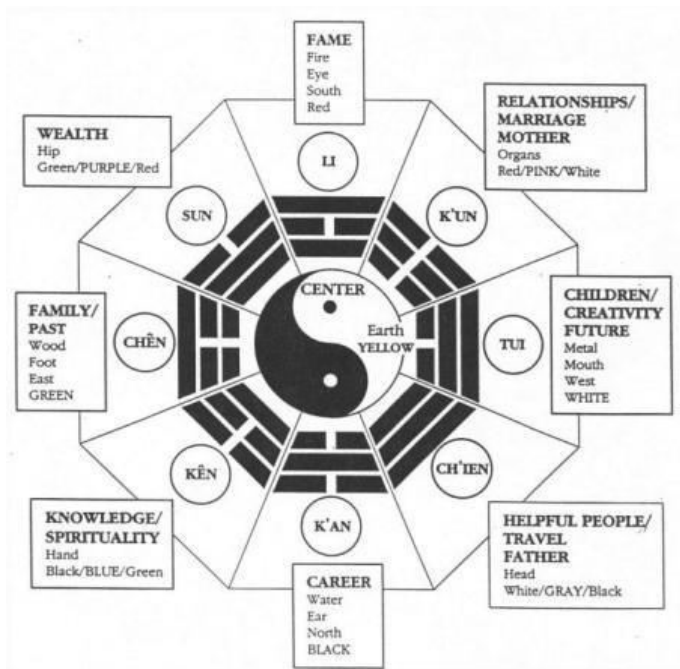 FAME
Fire
Eye
South
Red
RELATIONSHIPS/
MARRIAGE
MOTHER
Organs
Red/PINK/White
WEALTH
Hip
Green/PURPLE/Red
LI
SUN
K'UN
CENTER
Earth
YELLOW
FAMILY/
PAST
Wood
Foot
East
GREEN
CHÊN
TUI
CHILDREN/
CREATIVITY
FUTURE
Metal
Mouth
West
WHITE
KÊN
CH'IEN
K'AN
KNOWLEDGE/
SPIRITUALITY
Hand
Black/BLUE/Green
CAREER
Water
Ear
North
BLACK
HELPFUL PEOPLE/
TRAVEL
FATHER
Head
White/GRAY/Black